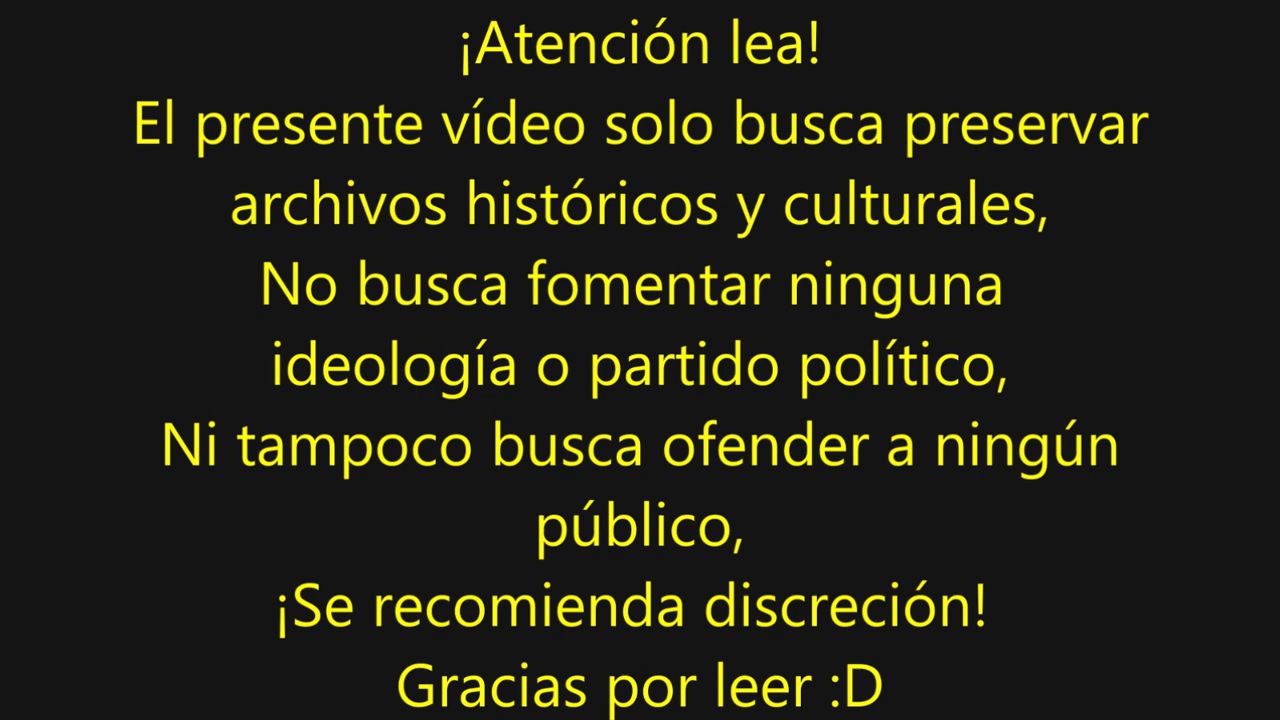 ¡Atención lea!
El presente vídeo solo busca preservar
archivos históricos y culturales,
No busca fomentar ninguna
ideología o partido político,
Ni tampoco busca ofender a ningún
público,
¡Se recomienda discreción!
Gracias por leer :D